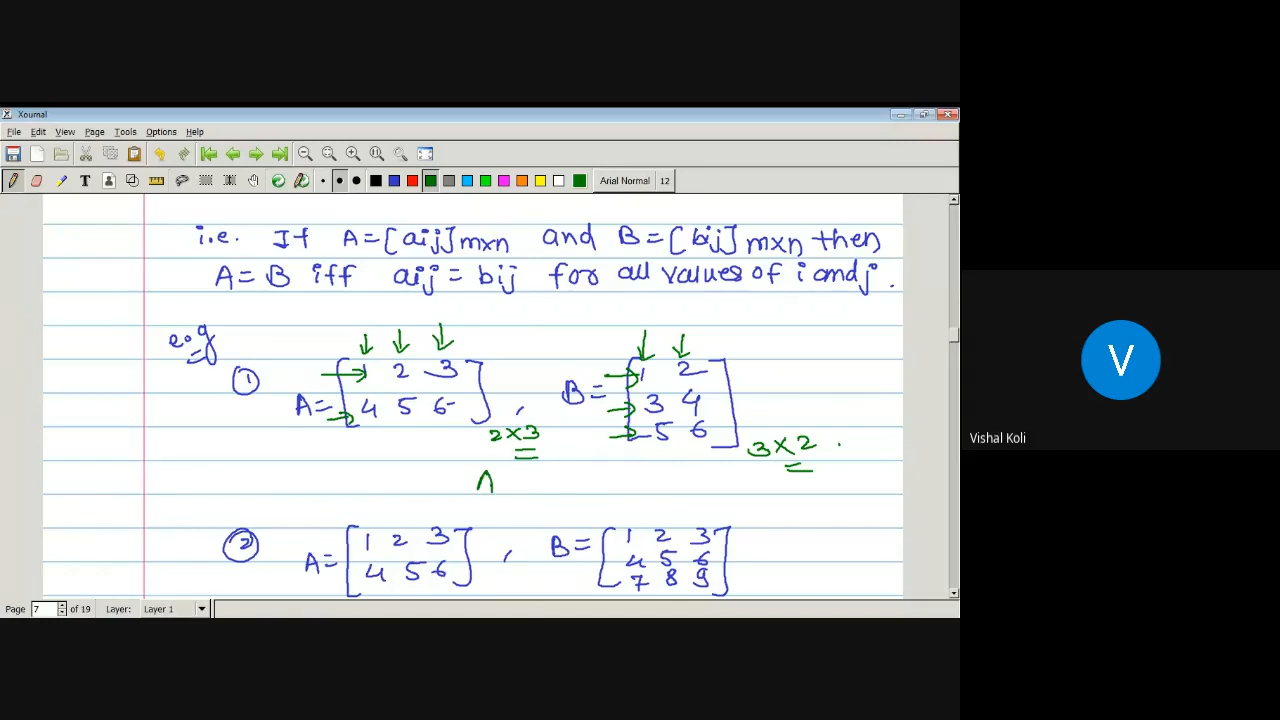 Xournal
File Edit View Page Tools Options Help
Arial Normal 12
i.e. If A=[aij]mxn and B=[bij]mxn then
A=B iff aij=bij for all values of i and j.
e.g
① A=[1 2 3
4 5 6], 2×3
B=[1 2
3 4
5 6] 3×2 .
② A=[1 2 3
4 5 6],
B=[1 2 3
4 5 6
7 8 9]
Page 7 of 19 Layer: Layer 1
V
Vishal Koli